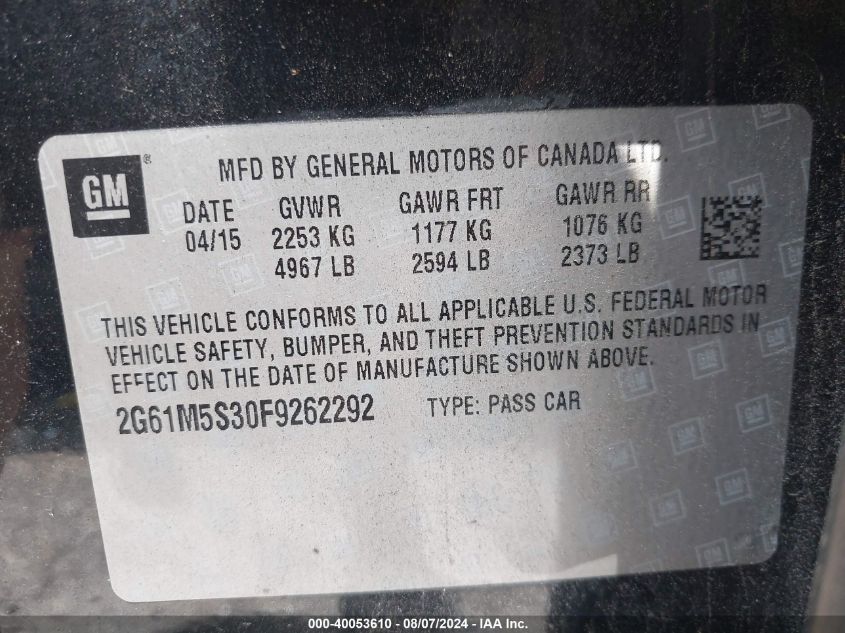 GM ®
MFD BY GENERAL MOTORS OF CANADA LTD.
DATE GVWR GAWR FRT GAWR RR
04/15 2253 KG 1177 KG 1076 KG
4967 LB 2594 LB 2373 LB
THIS VEHICLE CONFORMS TO ALL APPLICABLE U.S. FEDERAL MOTOR
VEHICLE SAFETY, BUMPER, AND THEFT PREVENTION STANDARDS IN
EFFECT ON THE DATE OF MANUFACTURE SHOWN ABOVE.
2G61M5S30F9262292 TYPE: PASS CAR
000-40053610 - 08/07/2024 - IAA Inc.